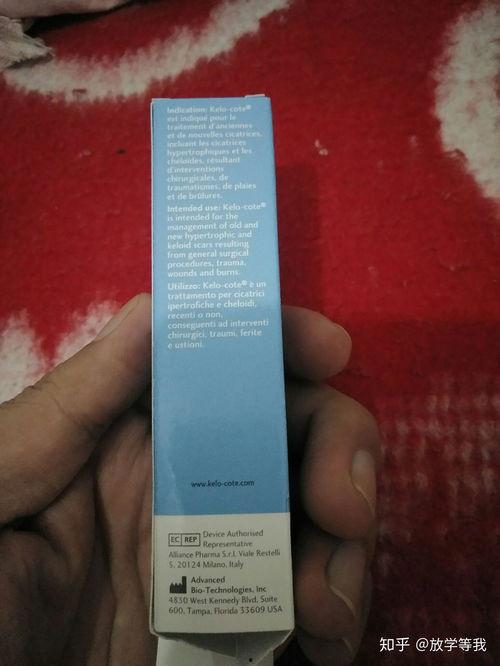 Indication: Kelo-cote®
est indiqué pour le
traitement d'anciennes
et de nouvelles cicatrices,
incluant les cicatrices
hypertrophiques et les
chéloïdes, résultant
d'interventions
chirurgicales, de
traumatismes, de plaies
et de brûlures.
Intended use: Kelo-cote®
is intended for the
management of old and
new hypertrophic and
keloid scars resulting
from general surgical
procedures, trauma,
wounds and burns.
Utilizzo: Kelo-cote® è un
trattamento per cicatrici
ipertrofiche e cheloidi,
recenti o non,
conseguenti ad interventi
chirurgici, traumi, ferite
e ustioni.
www.kelo-cote.com
EC REP Device Authorised
Representative
Alliance Pharma S.r.l. Viale Restelli
5, 20124 Milano, Italy
Advanced
Bio-Technologies, Inc
4830 West Kennedy Blvd, Suite
600, Tampa, Florida 33609 USA
知乎 @放学等我